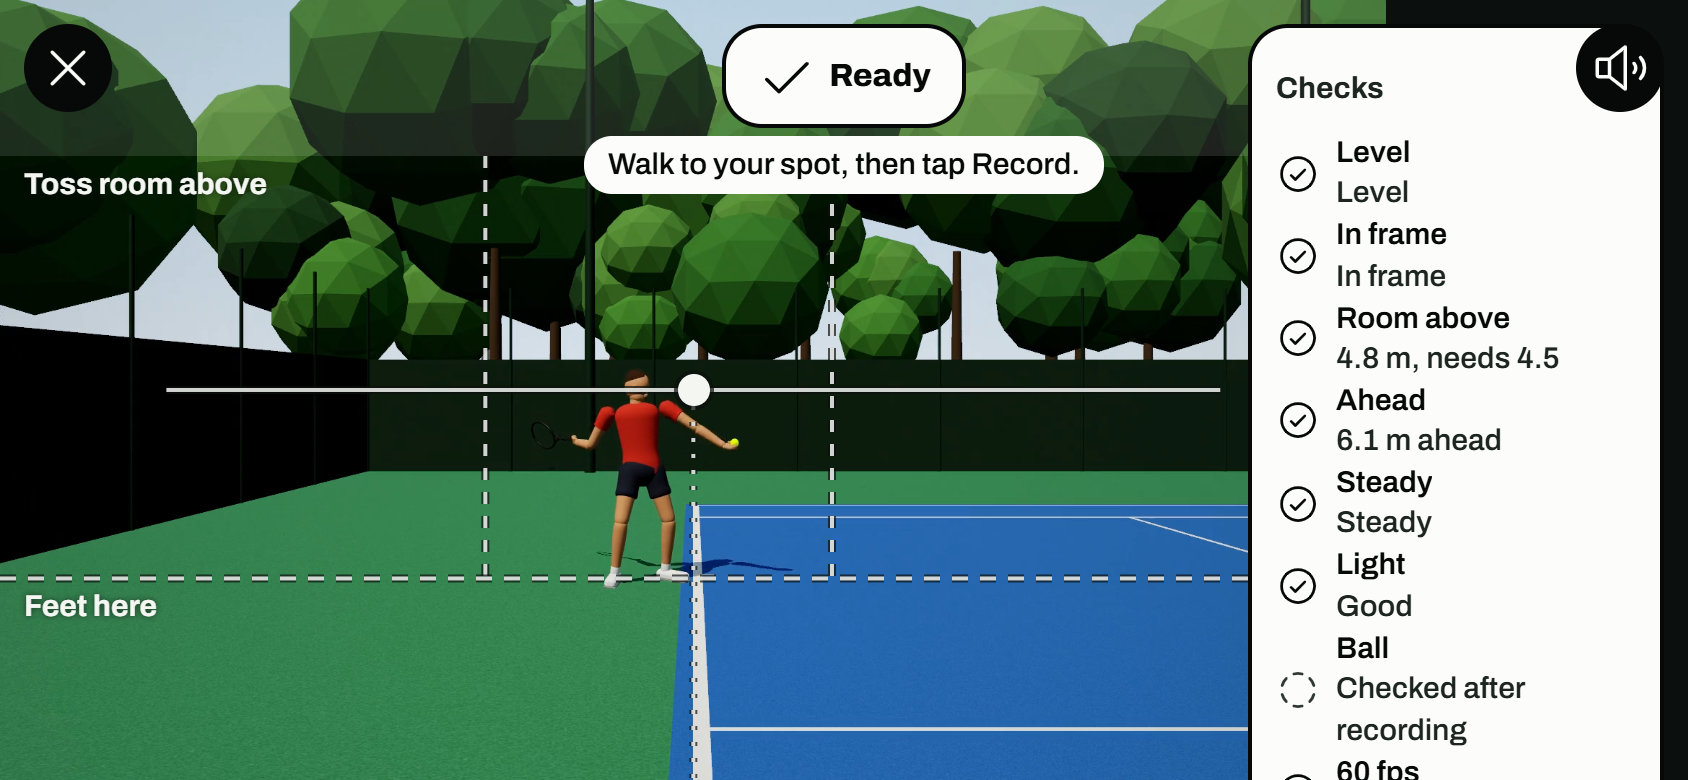 Ready
Walk to your spot, then tap Record.
Toss room above
Feet here
Checks
Level
Level
In frame
In frame
Room above
4.8 m, needs 4.5
Ahead
6.1 m ahead
Steady
Steady
Light
Good
Ball
Checked after
recording
60 fps